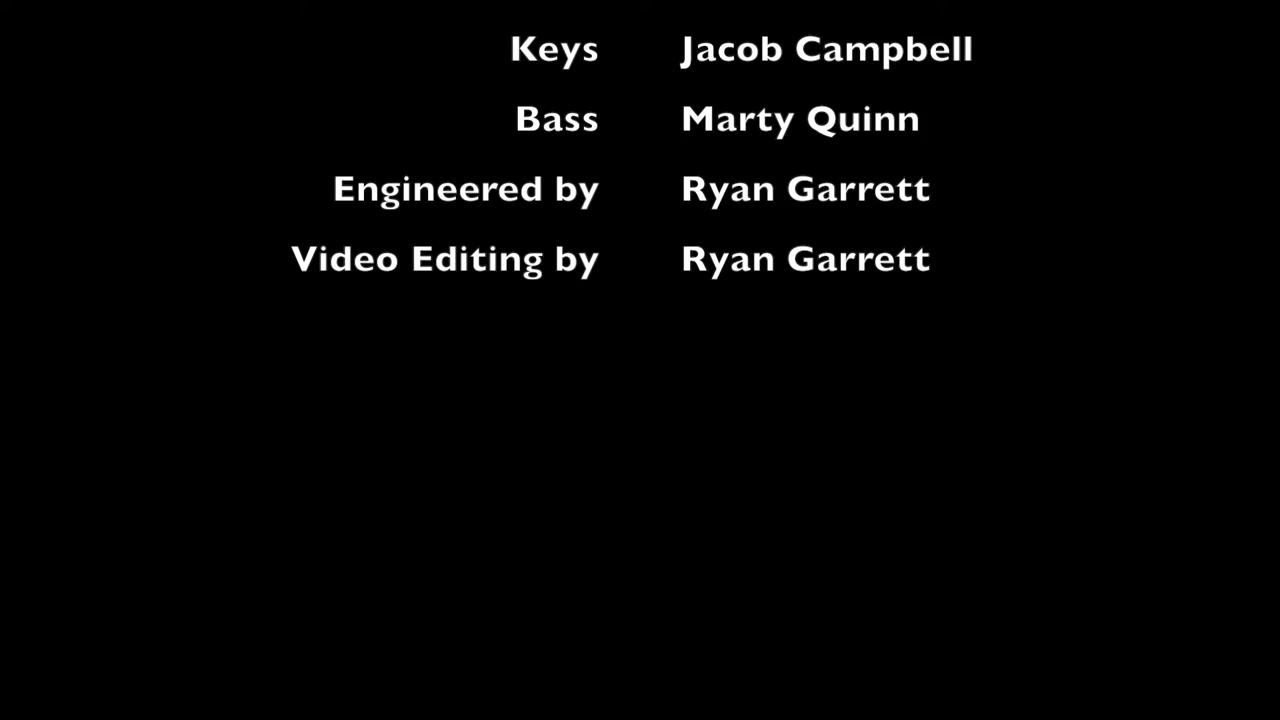 Keys Jacob Campbell
Bass Marty Quinn
Engineered by Ryan Garrett
Video Editing by Ryan Garrett